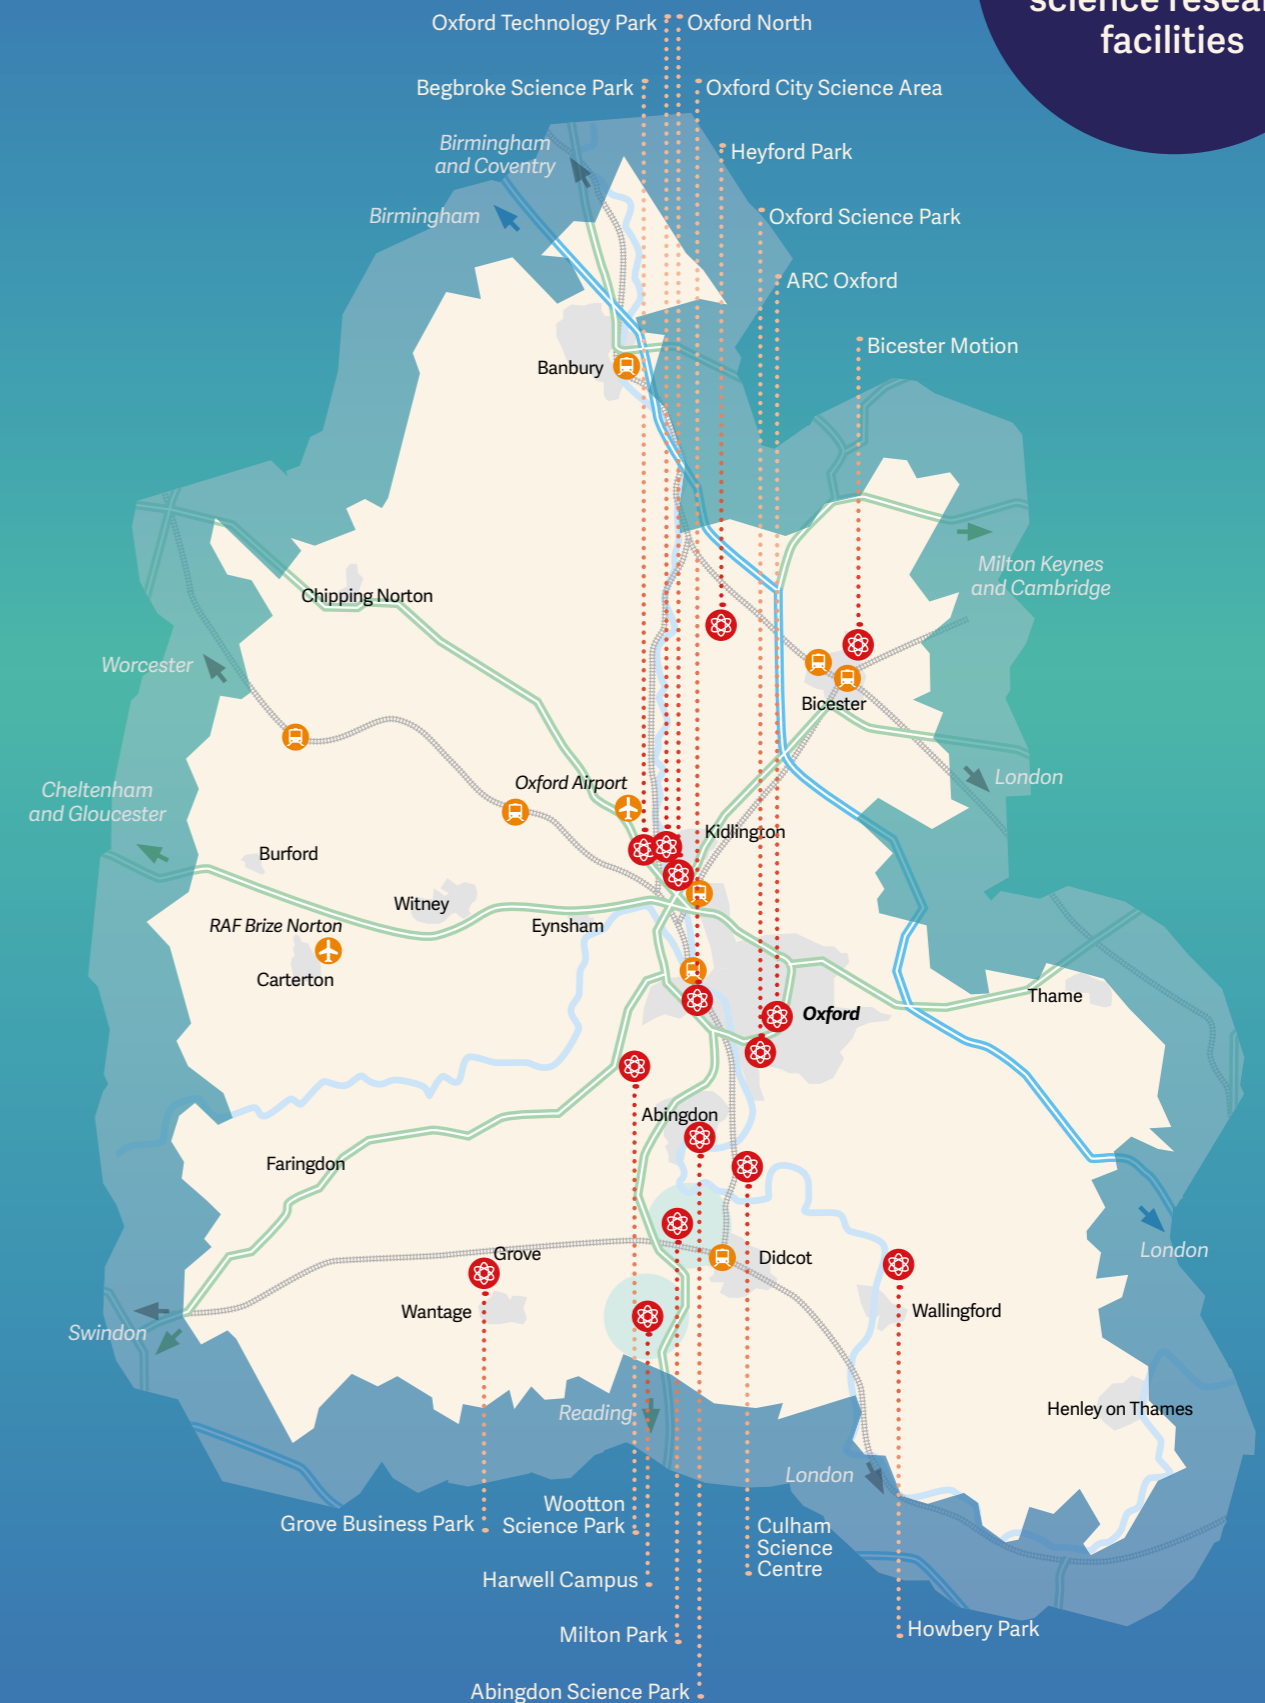 facilities
Oxford Technology Park
Oxford North
Begbroke Science Park
Oxford City Science Area
Birmingham
and Coventry
Heyford Park
Birmingham
Oxford Science Park
ARC Oxford
Bicester Motion
Banbury
Milton Keynes
and Cambridge
Chipping Norton
Worcester
Bicester
London
Oxford Airport
Cheltenham
and Gloucester
Kidlington
Burford
Witney
RAF Brize Norton
Eynsham
Carterton
Thame
Oxford
Abingdon
Faringdon
London
Grove
Didcot
Wantage
Wallingford
Swindon
Reading
Henley on Thames
London
Grove Business Park
Wootton
Science Park
Culham
Science
Centre
Harwell Campus
Milton Park
Howbery Park
Abingdon Science Park